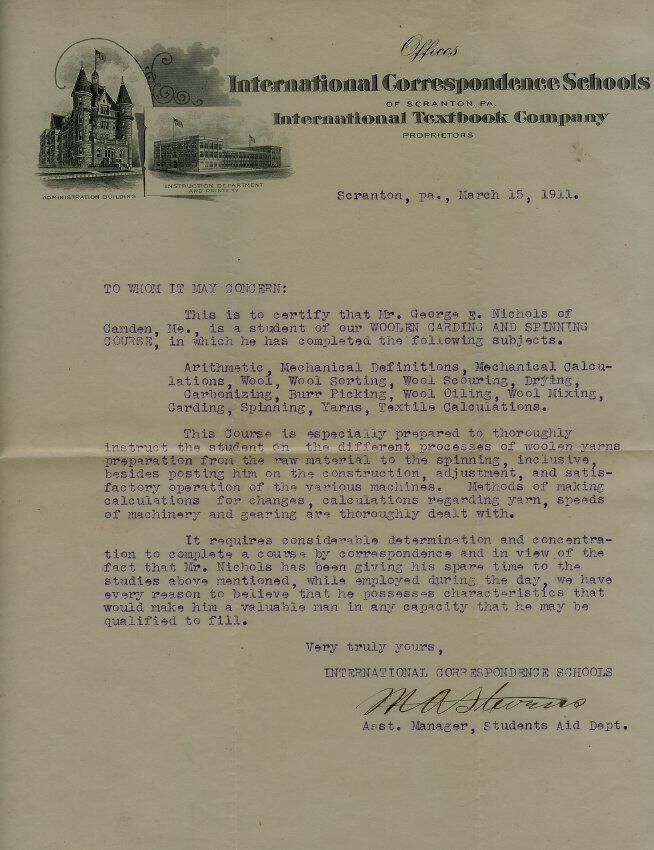 Offices
International Correspondence Schools
OF SCRANTON, PA.
International Textbook Company
PROPRIETORS
ADMINISTRATION BUILDING
INSTRUCTION DEPARTMENT
AND PRINTERY
Scranton, pa., March 15, 1911.
TO WHOM IT MAY CONCERN:
This is to certify that Mr. George E. Nichols of
Camden, Me., is a student of our WOOLEN CARDING AND SPINNING
COURSE, in which he has completed the following subjects.
Arithmetic, Mechanical Definitions, Mechanical Calcu-
lations, Wool, Wool Sorting, Wool Scouring, Drying,
Carbonizing, Burr Picking, Wool Oiling, Wool Mixing,
Carding, Spinning, Yarns, Textile Calculations.
This Course is especially prepared to thoroughly
instruct the student on the different processes of woolen yarns
preparation from the raw material to the spinning, inclusive,
besides posting him on the construction, adjustment, and satis-
factory operation of the various machines. Methods of making
calculations for changes, calculations regarding yarn, speeds
of machinery and gearing are thoroughly dealt with.
It requires considerable determination and concentra-
tion to complete a course by correspondence and in view of the
fact that Mr. Nichols has been giving his spare time to the
studies above mentioned, while employed during the day, we have
every reason to believe that he possesses characteristics that
would make him a valuable man in any capacity that he may be
qualified to fill.
Very truly yours,
INTERNATIONAL CORRESPONDENCE SCHOOLS
M A Stevens
Asst. Manager, Students Aid Dept.